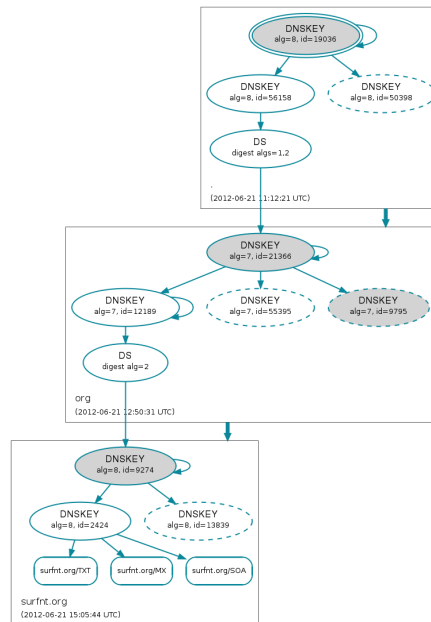 DNSKEY
alg=8, id=19036
DNSKEY
alg=8, id=56158
DNSKEY
alg=8, id=50398
DS
digest algs=1,2
.
(2012-06-21 11:12:21 UTC)
DNSKEY
alg=7, id=21366
DNSKEY
alg=7, id=12189
DNSKEY
alg=7, id=55395
DNSKEY
alg=7, id=9795
DS
digest alg=2
org
(2012-06-21 12:50:31 UTC)
DNSKEY
alg=8, id=9274
DNSKEY
alg=8, id=2424
DNSKEY
alg=8, id=13839
surfnt.org/TXT
surfnt.org/MX
surfnt.org/SOA
surfnt.org
(2012-06-21 15:05:44 UTC)